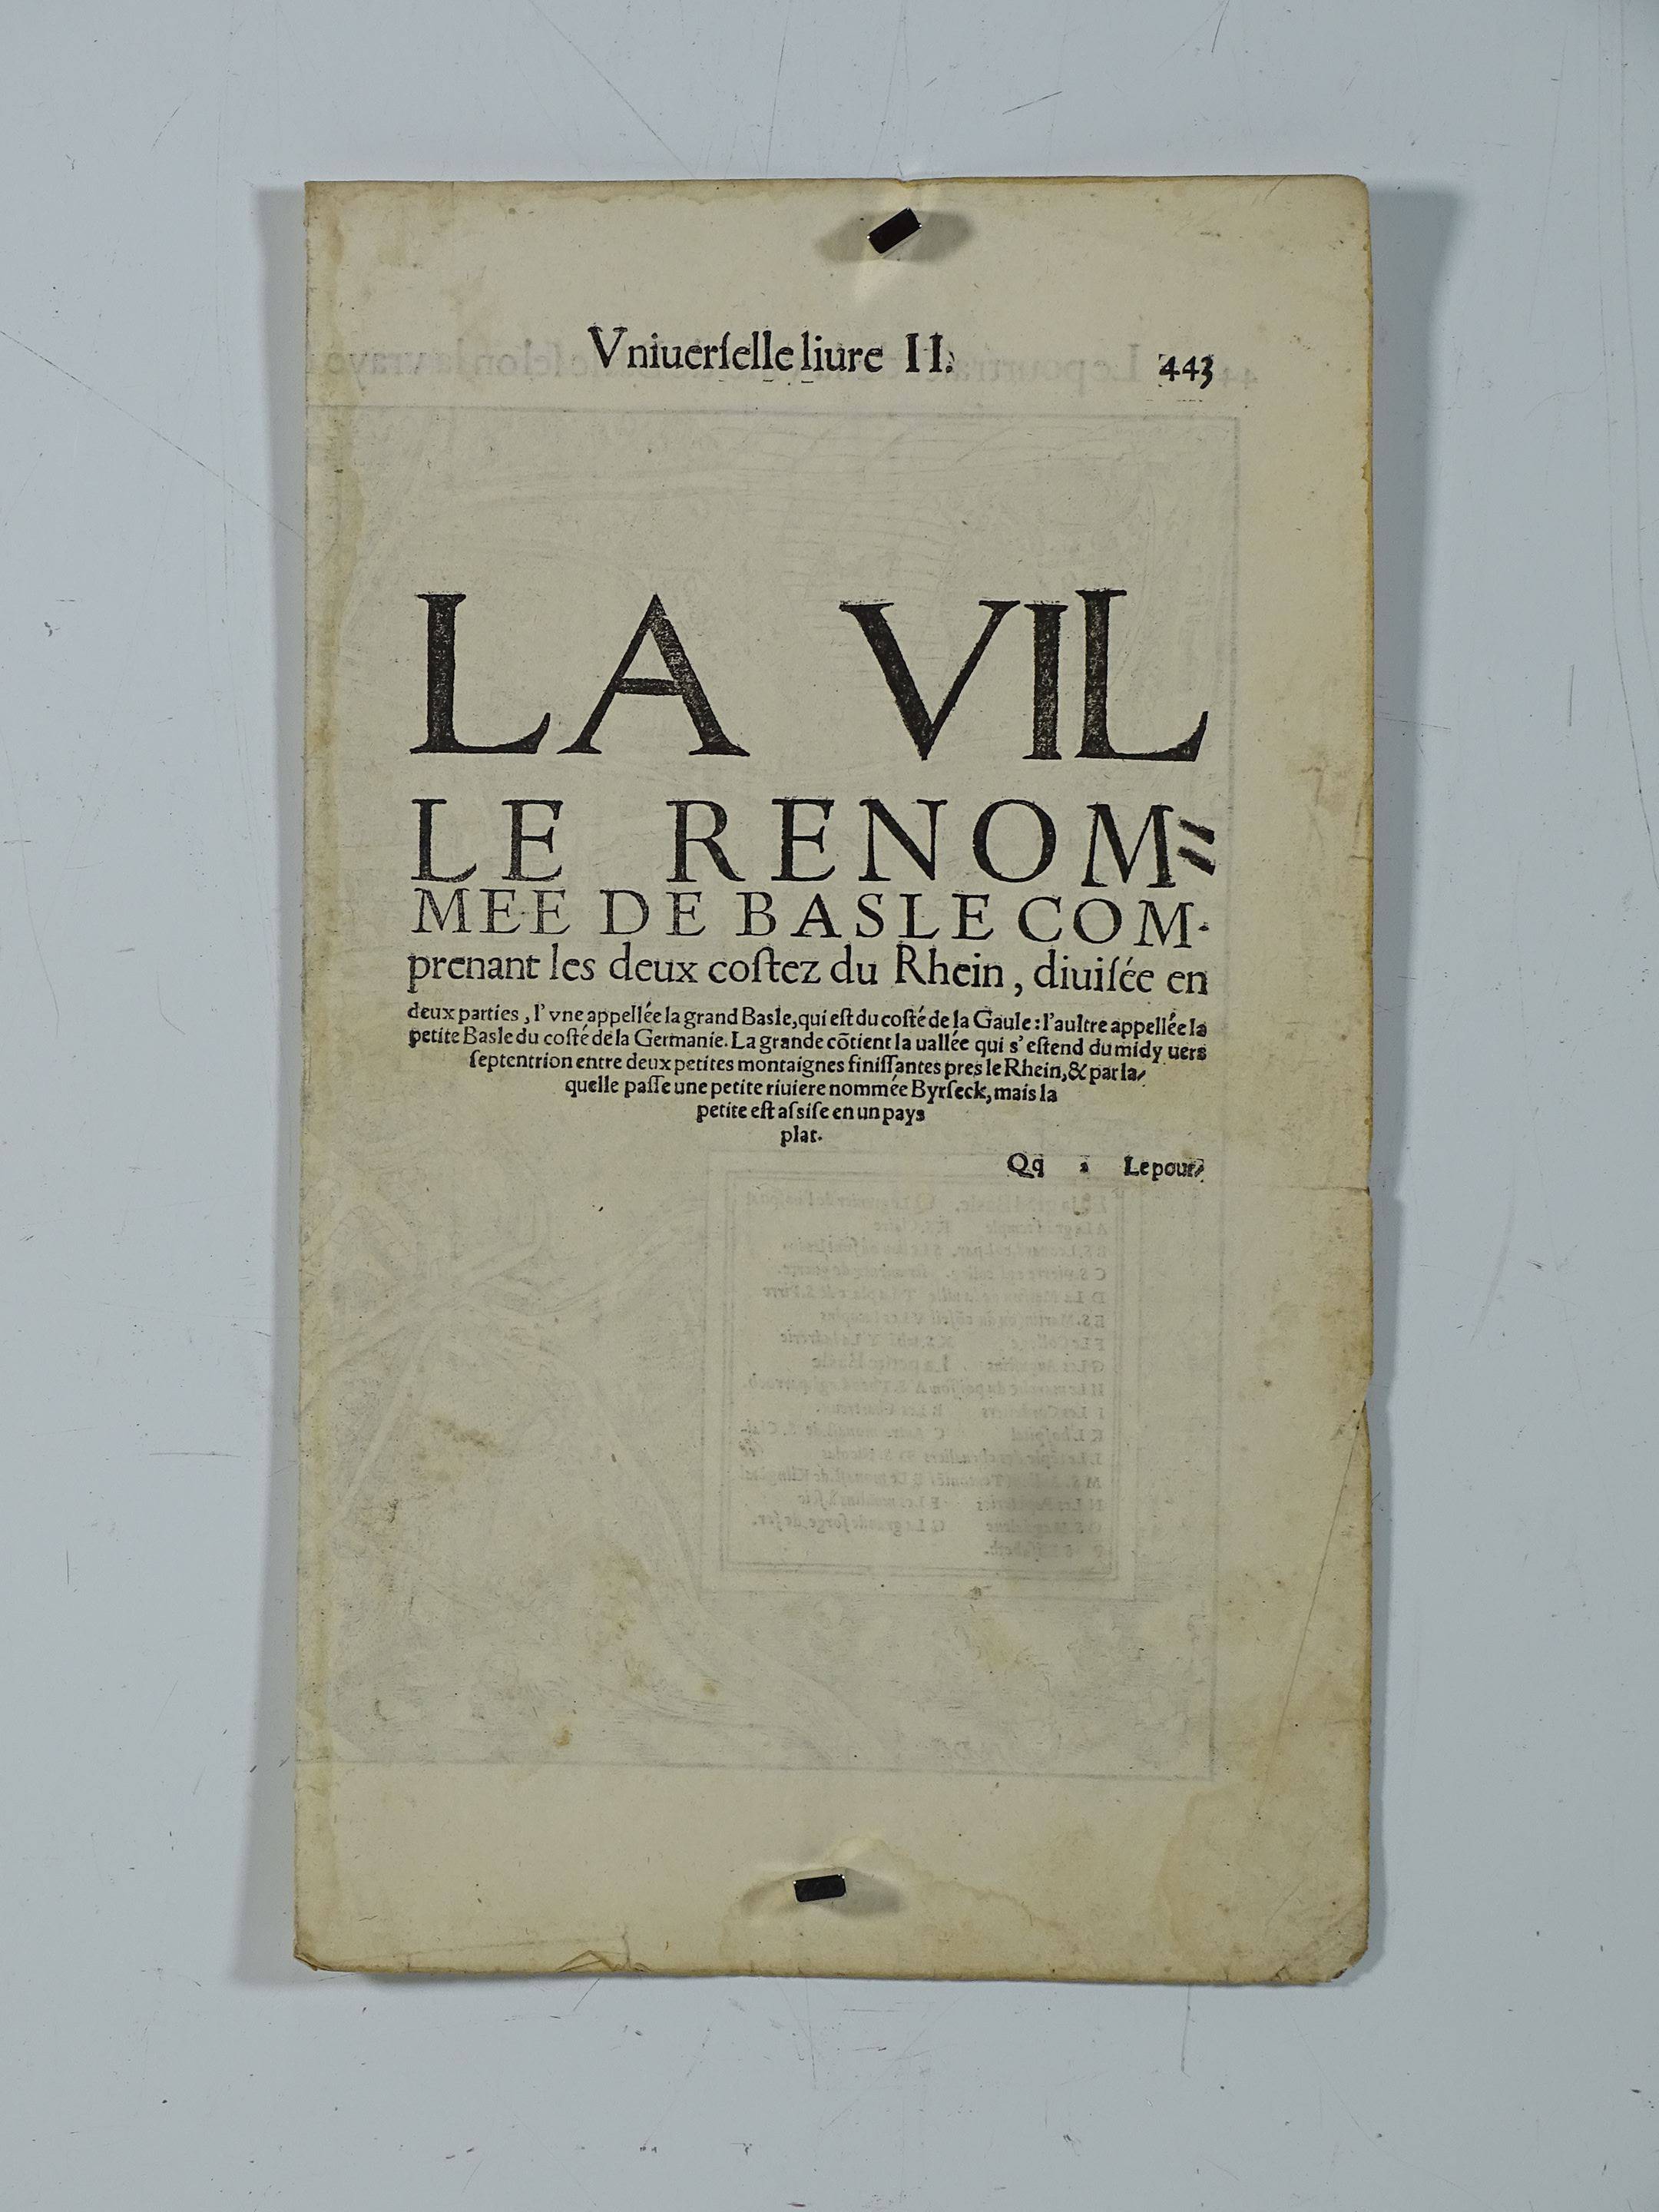 Vniuerſelle liure II.
443
LA VIL
LE RENOM⸗
MEE DE BASLE COM-
prenant les deux coſtez du Rhein, diuiſée en
deux parties, l'vne appellée la grand Basle, qui eſt du coſté de la Gaule: l'aultre appellée la
petite Basle du coſté de la Germanie. La grande cõtient la uallée qui s'eſtend du midy uers
ſeptentrion entre deux petites montaignes finiſſantes pres le Rhein, & par la⸗
quelle paſſe une petite riuiere nommée Byrſeck, mais la
petite eſt aſsiſe en un pays
plat.
Qq Le pour⸗